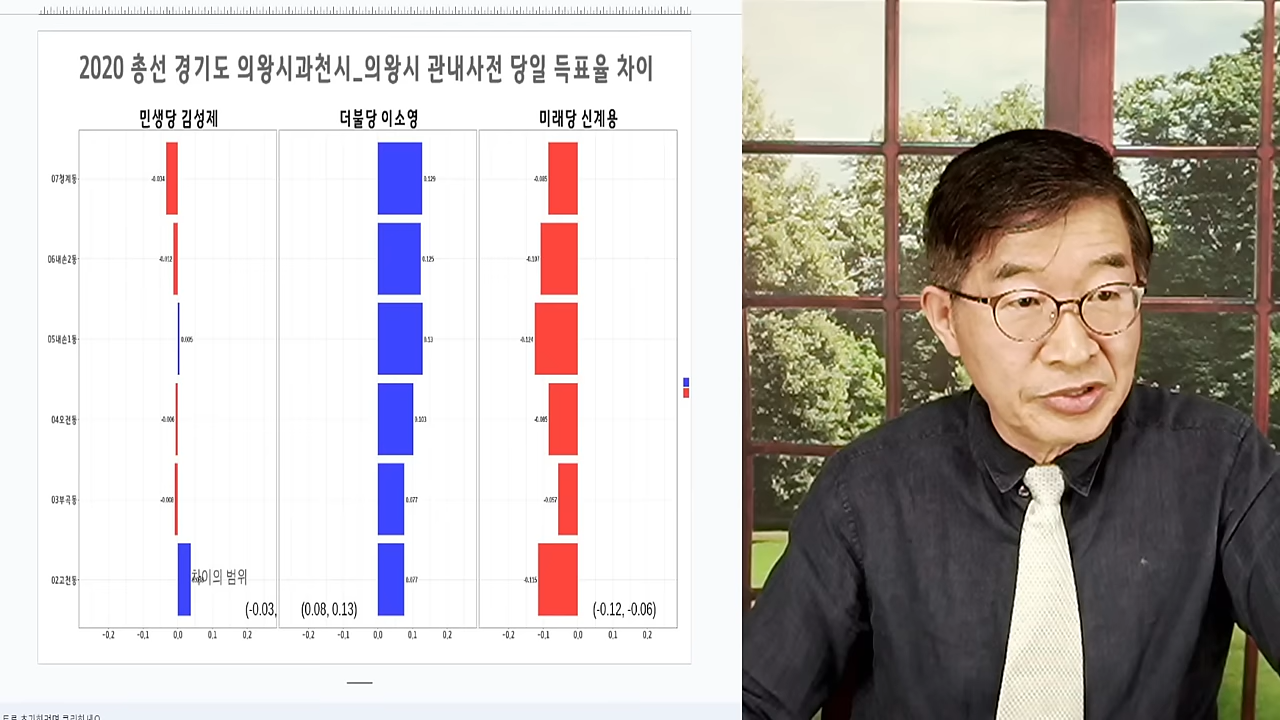 2020 총선 경기도 의왕시과천시_의왕시 관내사전 당일 득표율 차이
민생당 김성제 더불당 이소영 미래당 신계용
07청계동 -0.034 0.129 -0.085
06내손2동 -0.012 0.125 -0.107
05내손1동 0.005 0.13 -0.124
04오전동 -0.006 0.103 -0.085
03부곡동 -0.008 0.077 -0.057
02고천동 0.077 -0.115
차이의 범위
(-0.03, (0.08, 0.13) (-0.12, -0.06)
-0.2 -0.1 0.0 0.1 0.2 -0.2 -0.1 0.0 0.1 0.2 -0.2 -0.1 0.0 0.1 0.2